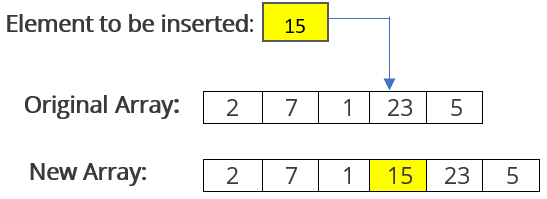 Element to be inserted: 15
Original Array: 2 7 1 23 5
New Array: 2 7 1 15 23 5